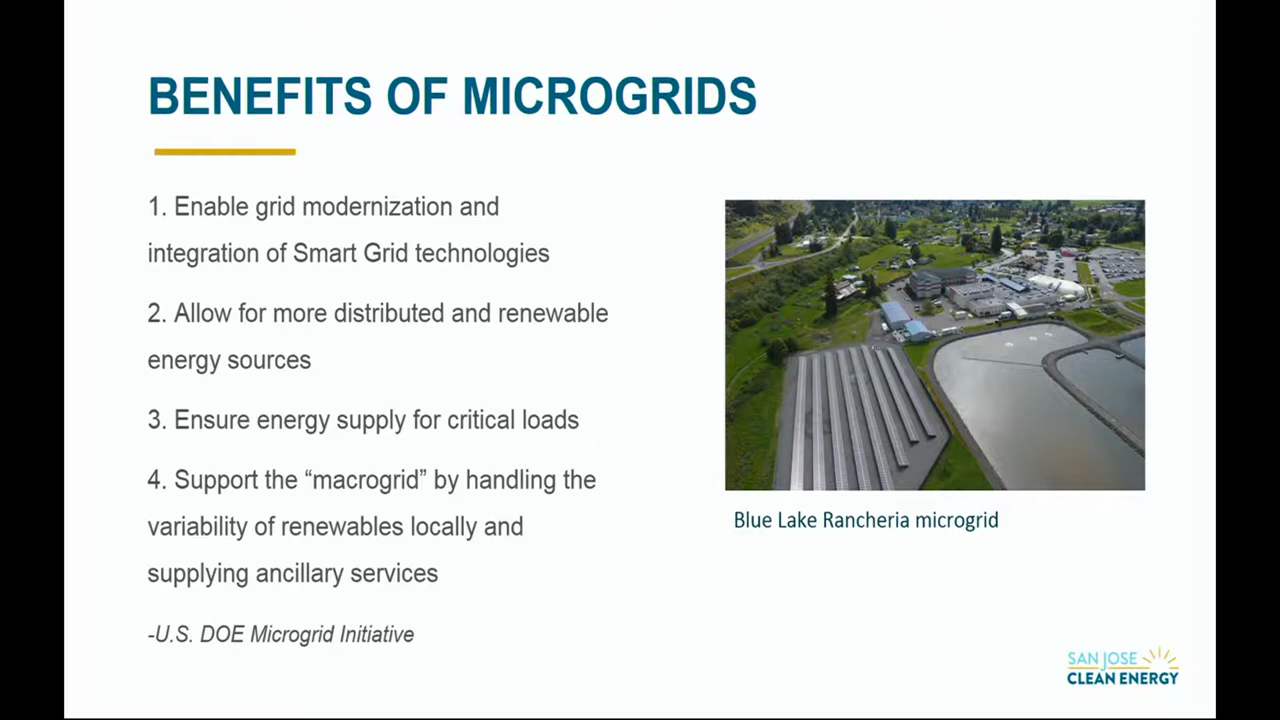 BENEFITS OF MICROGRIDS
1. Enable grid modernization and
integration of Smart Grid technologies
2. Allow for more distributed and renewable
energy sources
3. Ensure energy supply for critical loads
4. Support the “macrogrid” by handling the
variability of renewables locally and
supplying ancillary services
-U.S. DOE Microgrid Initiative
Blue Lake Rancheria microgrid
SAN JOSE
CLEAN ENERGY